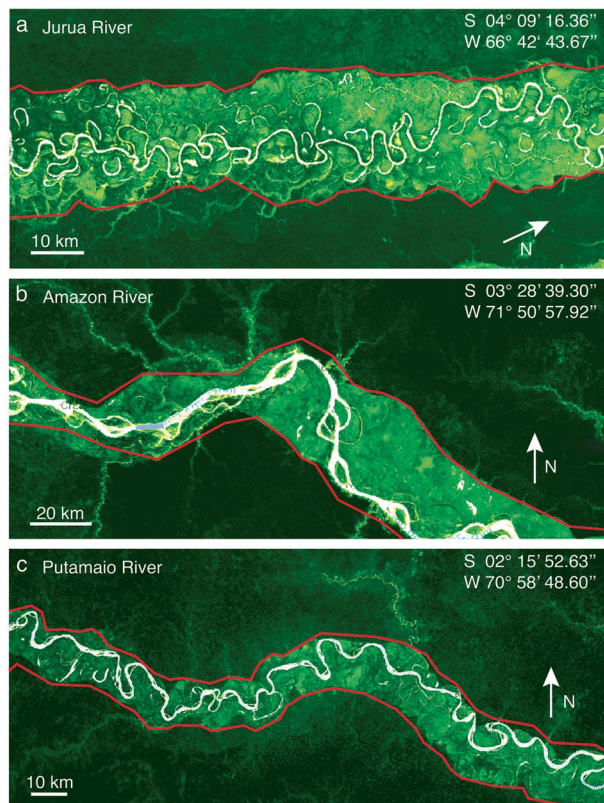 a Jurua River
S 04° 09' 16.36"
W 66° 42' 43.67"
10 km
N
b Amazon River
S 03° 28' 39.30"
W 71° 50' 57.92"
20 km
N
c Putamaio River
S 02° 15' 52.63"
W 70° 58' 48.60"
10 km
N